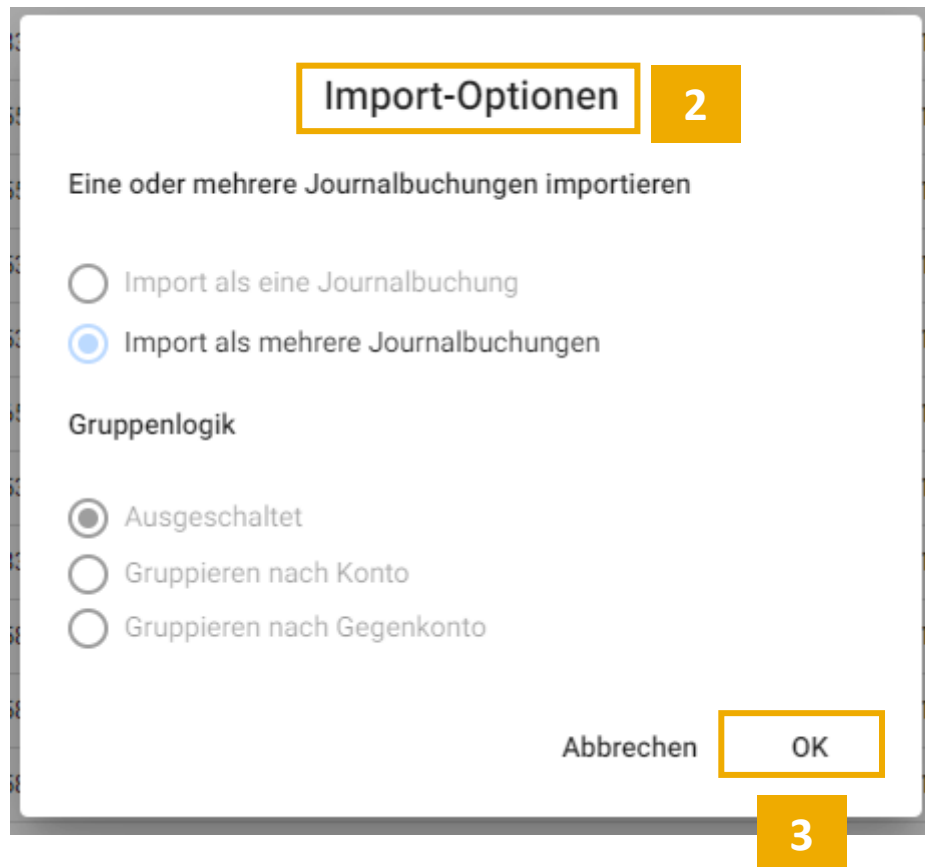 Import-Optionen
2
Eine oder mehrere Journalbuchungen importieren
Import als eine Journalbuchung
Import als mehrere Journalbuchungen
Gruppenlogik
Ausgeschaltet
Gruppieren nach Konto
Gruppieren nach Gegenkonto
Abbrechen OK
3